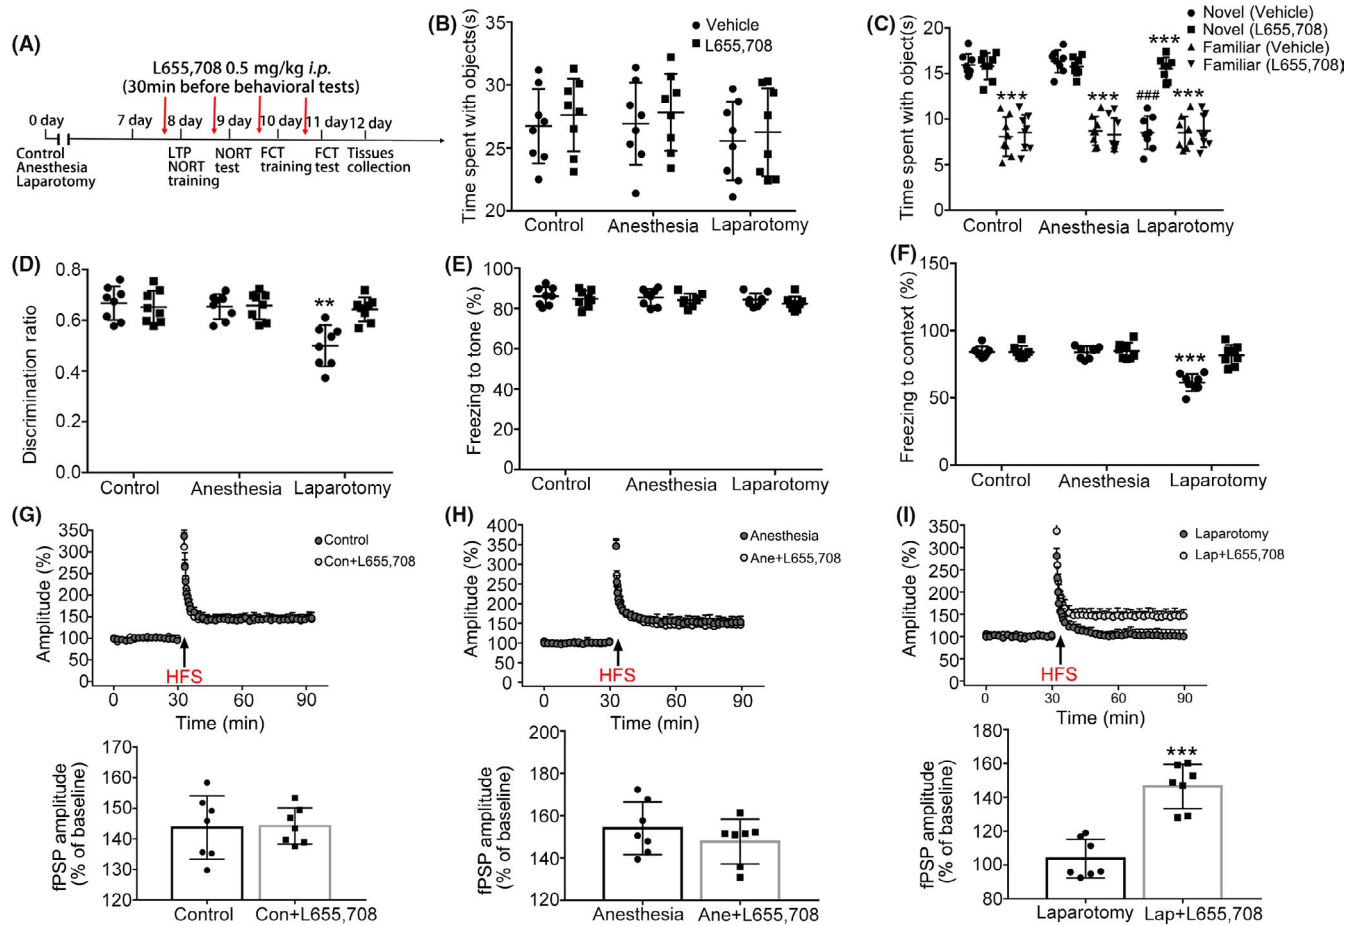 (A)
L655,708 0.5 mg/kg i.p.
(30min before behavioral tests)
0 day
7 day
8 day
9 day
10 day
11 day
12 day
Control
Anesthesia
Laparotomy
LTP
NORT
training
NORT
test
FCT
training
FCT
test
Tissues
collection
(B)
Time spent with objects(s)
35
30
25
20
Vehicle
L655,708
Control
Anesthesia
Laparotomy
(C)
Time spent with object(s)
20
15
10
5
0
Novel (Vehicle)
Novel (L655,708)
Familiar (Vehicle)
Familiar (L655,708)
***
***
***
###
***
Control
Anesthesia
Laparotomy
(D)
Discrimination ratio
0.8
0.6
0.4
0.2
0.0
**
Control
Anesthesia
Laparotomy
(E)
Freezing to tone (%)
100
80
60
40
20
0
Control
Anesthesia
Laparotomy
(F)
Freezing to context (%)
150
100
50
0
***
Control
Anesthesia
Laparotomy
(G)
Amplitude (%)
350
300
250
200
150
100
50
0
Control
Con+L655,708
HFS
0
30
60
90
Time (min)
fPSP amplitude
(% of baseline)
170
160
150
140
130
120
Control
Con+L655,708
(H)
Amplitude (%)
400
350
300
250
200
150
100
50
0
Anesthesia
Ane+L655,708
HFS
0
30
60
90
Time (min)
fPSP amplitude
(% of baseline)
200
180
160
140
120
Anesthesia
Ane+L655,708
(I)
Amplitude (%)
350
300
250
200
150
100
50
0
Laparotomy
Lap+L655,708
HFS
0
30
60
90
Time (min)
fPSP amplitude
(% of baseline)
180
160
140
120
100
80
***
Laparotomy
Lap+L655,708